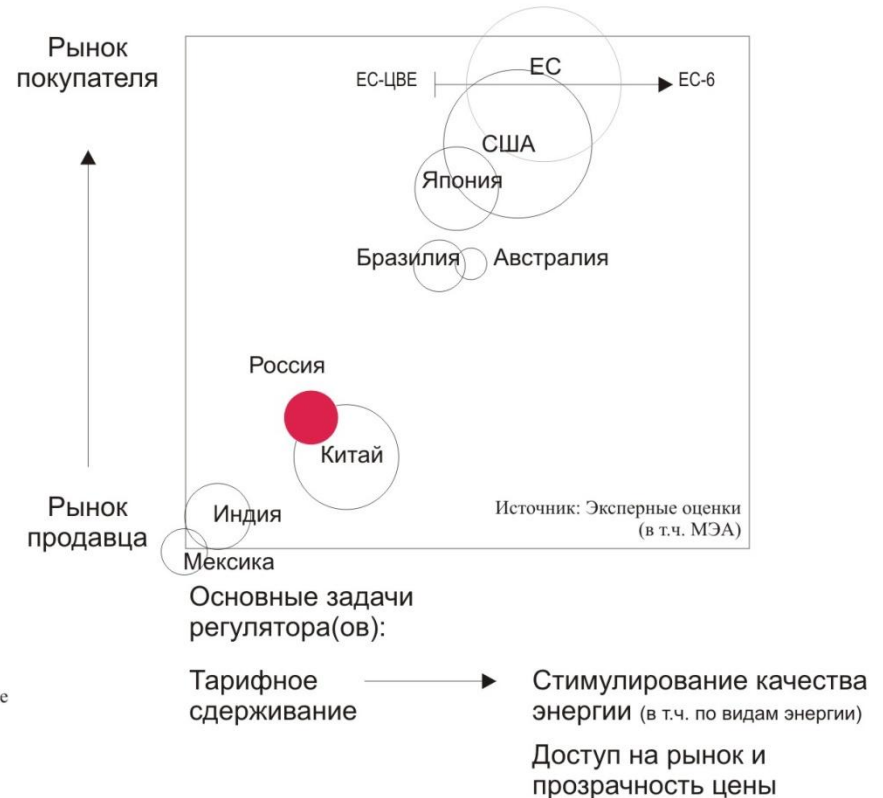 Рынок
покупателя
ЕС-ЦВЕ
ЕС
ЕС-6
США
Япония
Бразилия
Австралия
Россия
Китай
Рынок
продавца
Индия
Мексика
Источник: Эксперные оценки
(в т.ч. МЭА)
Основные задачи
регулятора(ов):
Тарифное
сдерживание
Стимулирование качества
энергии (в т.ч. по видам энергии)
Доступ на рынок и
прозрачность цены
е